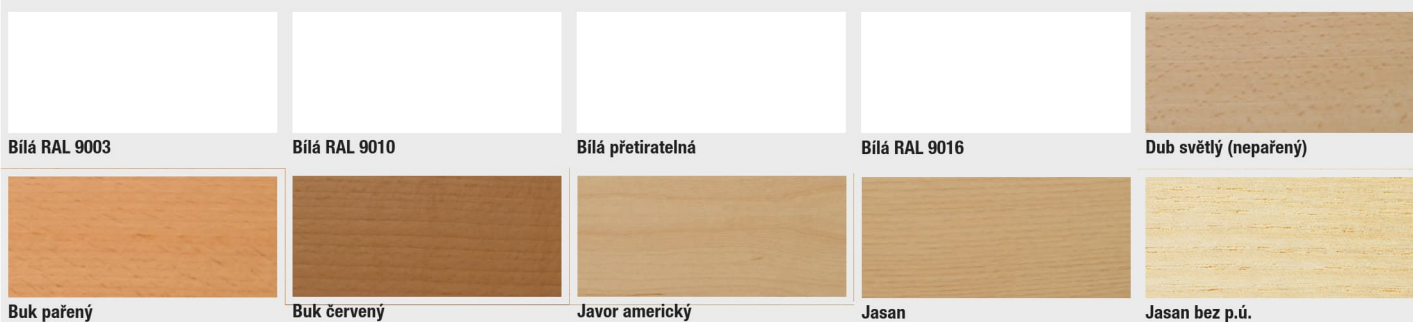 Bílá RAL 9003
Bílá RAL 9010
Bílá přetiratelná
Bílá RAL 9016
Dub světlý (nepařený)
Buk pařený
Buk červený
Javor americký
Jasan
Jasan bez p.ú.